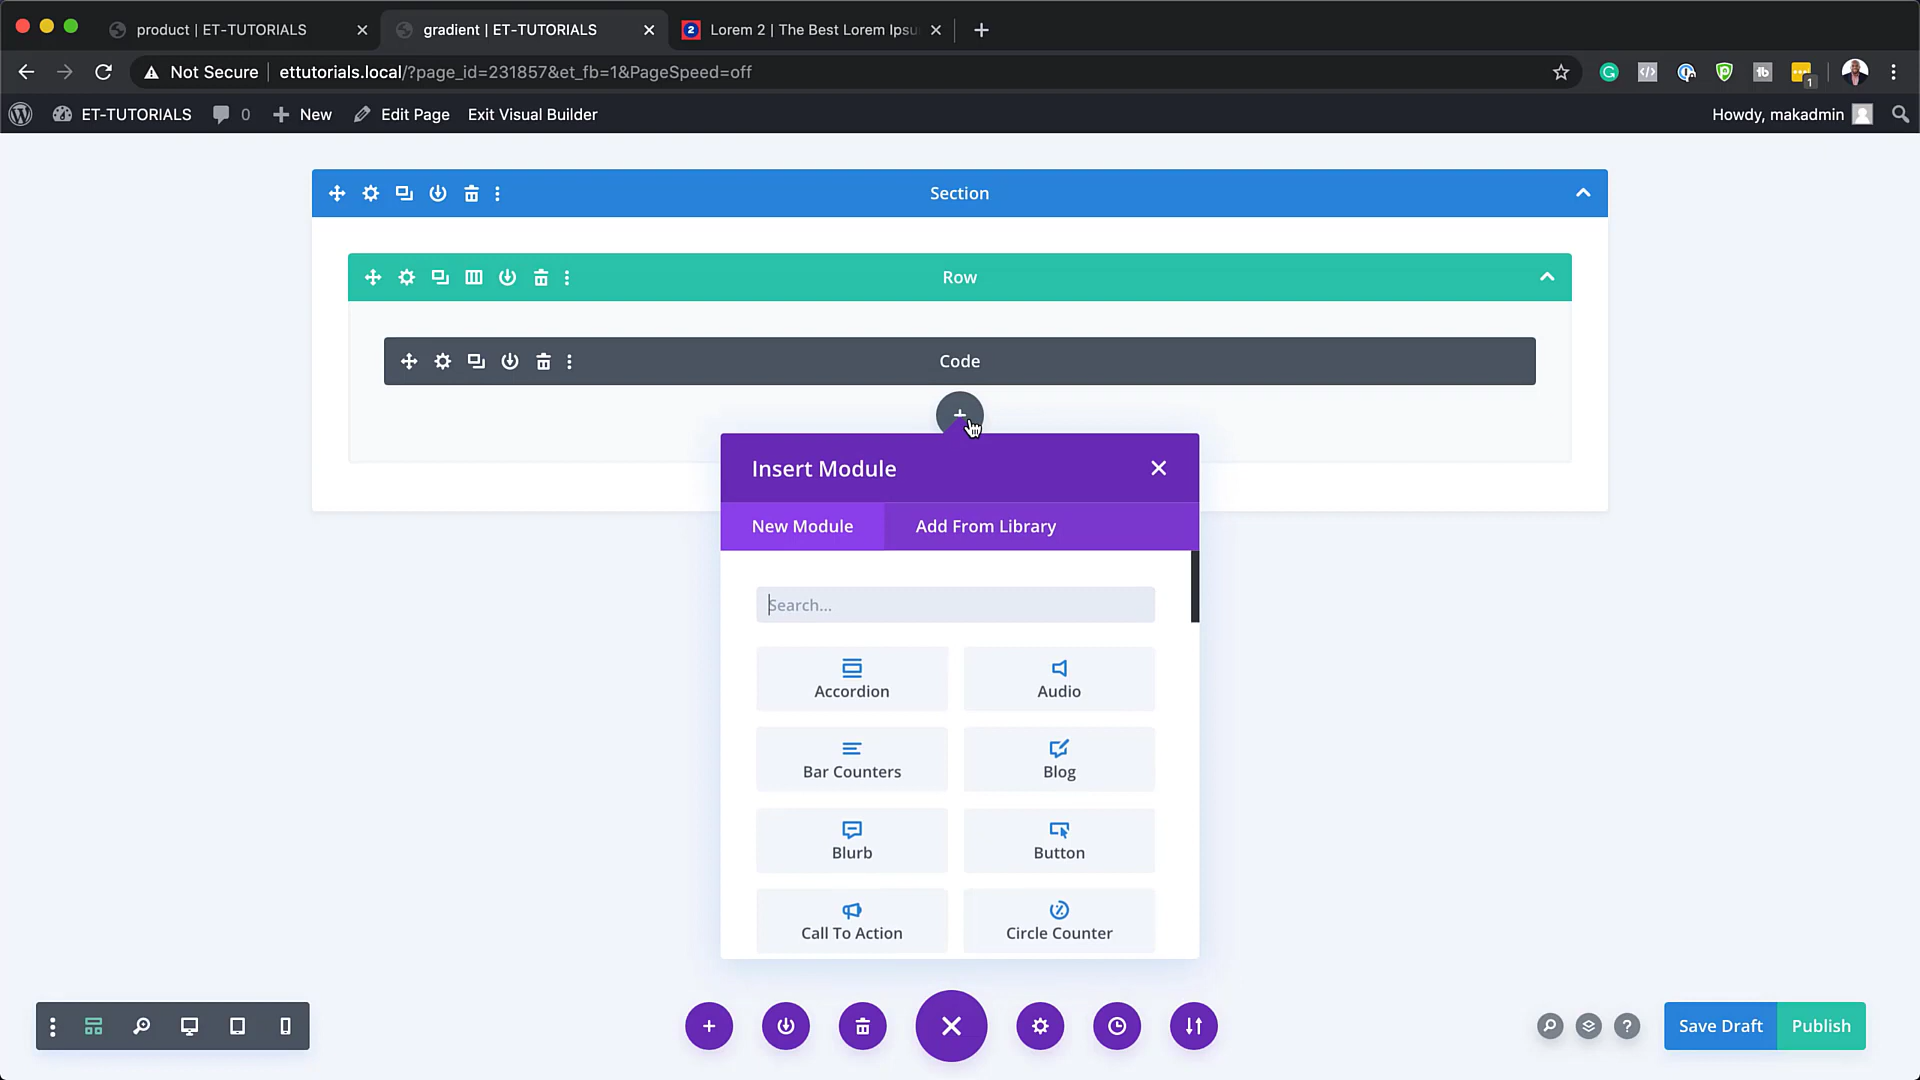 product | ET-TUTORIALS
gradient | ET-TUTORIALS
2 Lorem 2 | The Best Lorem Ipsu
Not Secure | ettutorials.local/?page_id=231857&et_fb=1&PageSpeed=off
1
ET-TUTORIALS 0 New Edit Page Exit Visual Builder Howdy, makadmin
Section
Row
Code
Insert Module
New Module Add From Library
Search...
Accordion Audio
Bar Counters Blog
Blurb Button
Call To Action Circle Counter
? Save Draft Publish